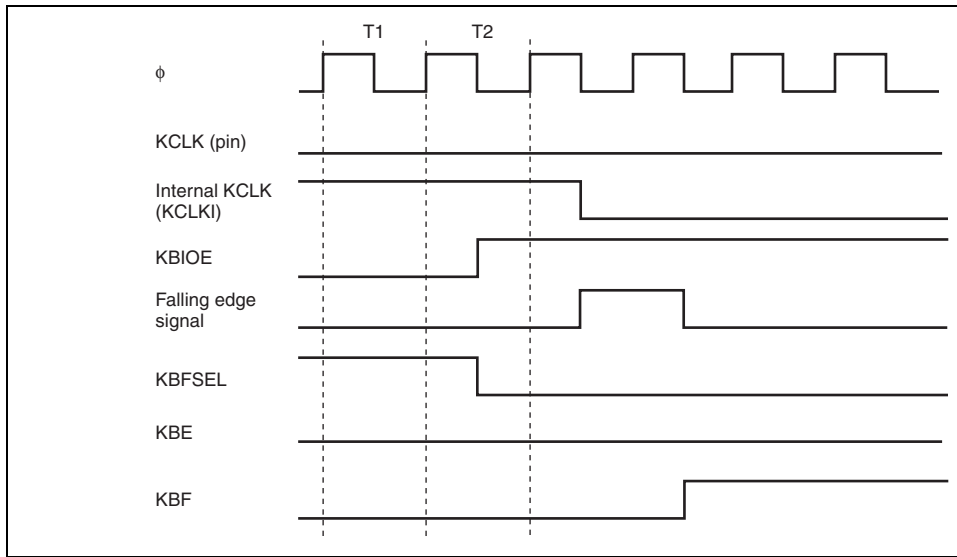 T1 T2
ϕ
KCLK (pin)
Internal KCLK
(KCLKI)
KBIOE
Falling edge
signal
KBFSEL
KBE
KBF